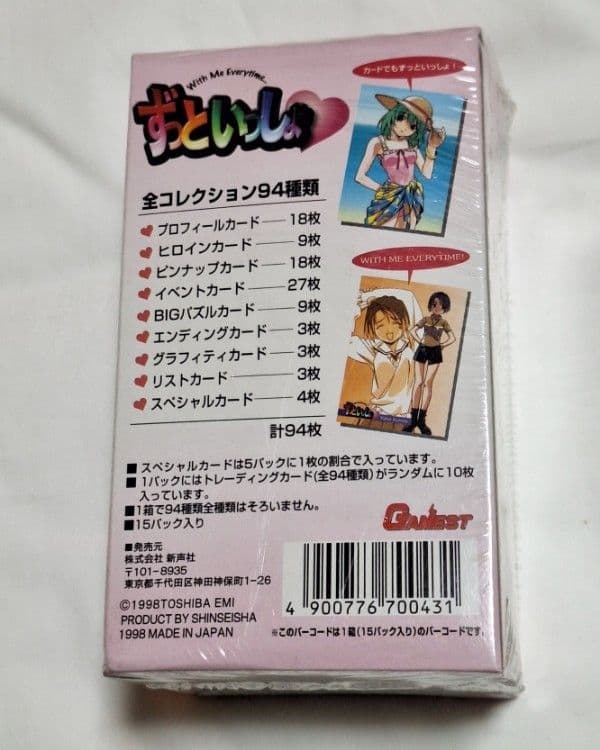 With Me Everytime...
ずっといっしょ
カードでもずっといっしょ!
全コレクション94種類
プロフィールカード―― 18枚
ヒロインカード―― 9枚
ピンナップカード―― 18枚
イベントカード―― 27枚
BIGパズルカード―― 9枚
エンディングカード―― 3枚
グラフィティカード―― 3枚
リストカード―― 3枚
スペシャルカード―― 4枚
計94枚
WITH ME EVERYTIME!
ずっといっしょ
■ スペシャルカードは5パックに1枚の割合で入っています。
■ 1パックにはトレーディングカード(全94種類)がランダムに10枚
入っています。
■1箱で94種類全種類はそろいません。
■15パック入り
GAMEST
■発売元
株式会社 新声社
〒101-8935
東京都千代田区神田神保町1-26
©1998TOSHIBA EMI
PRODUCT BY SHINSEISHA
1998 MADE IN JAPAN
4 900776 700431
※このバーコードは1箱(15パック入り)のバーコードです。